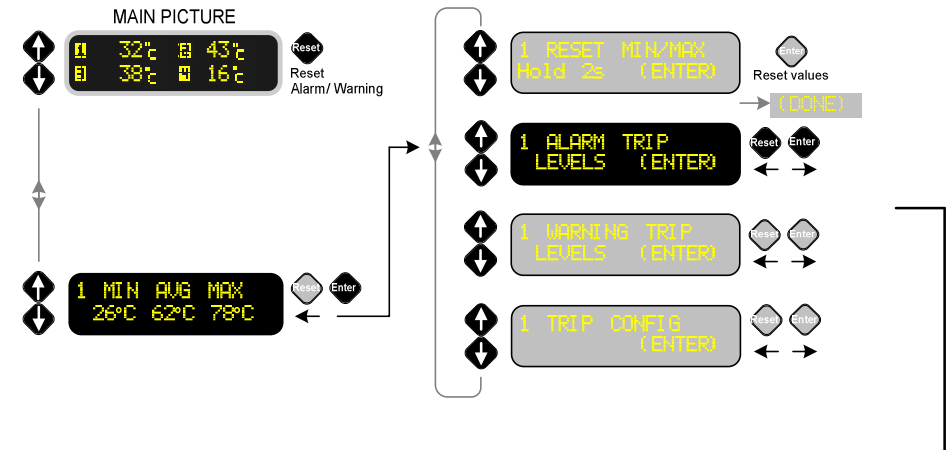 MAIN PICTURE
1 32°C 2 43°C
3 38°C 4 16°C
Reset
Reset
Alarm/ Warning
1 MIN AVG MAX
26°C 62°C 78°C
Reset
Enter
1 RESET MIN/MAX
Hold 2s (ENTER)
Enter
Reset values
(DONE)
1 ALARM TRIP
LEVELS (ENTER)
Reset
Enter
1 WARNING TRIP
LEVELS (ENTER)
Reset
Enter
1 TRIP CONFIG
(ENTER)
Reset
Enter